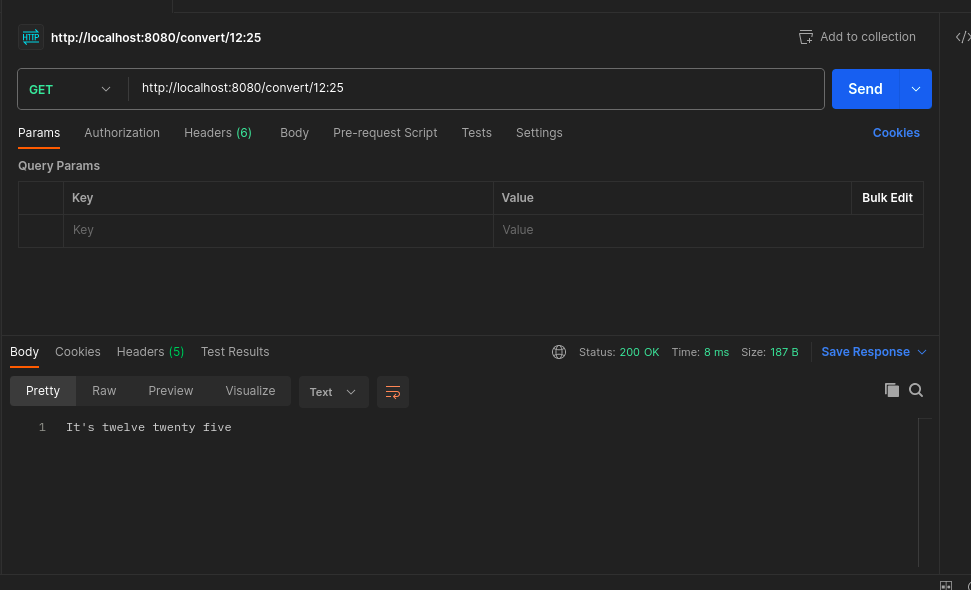 HTTP http://localhost:8080/convert/12:25 Add to collection </>
GET http://localhost:8080/convert/12:25 Send
Params Authorization Headers (6) Body Pre-request Script Tests Settings Cookies
Query Params
Key Value Bulk Edit
Key Value
Body Cookies Headers (5) Test Results Status: 200 OK Time: 8 ms Size: 187 B Save Response
Pretty Raw Preview Visualize Text
1 It's twelve twenty five